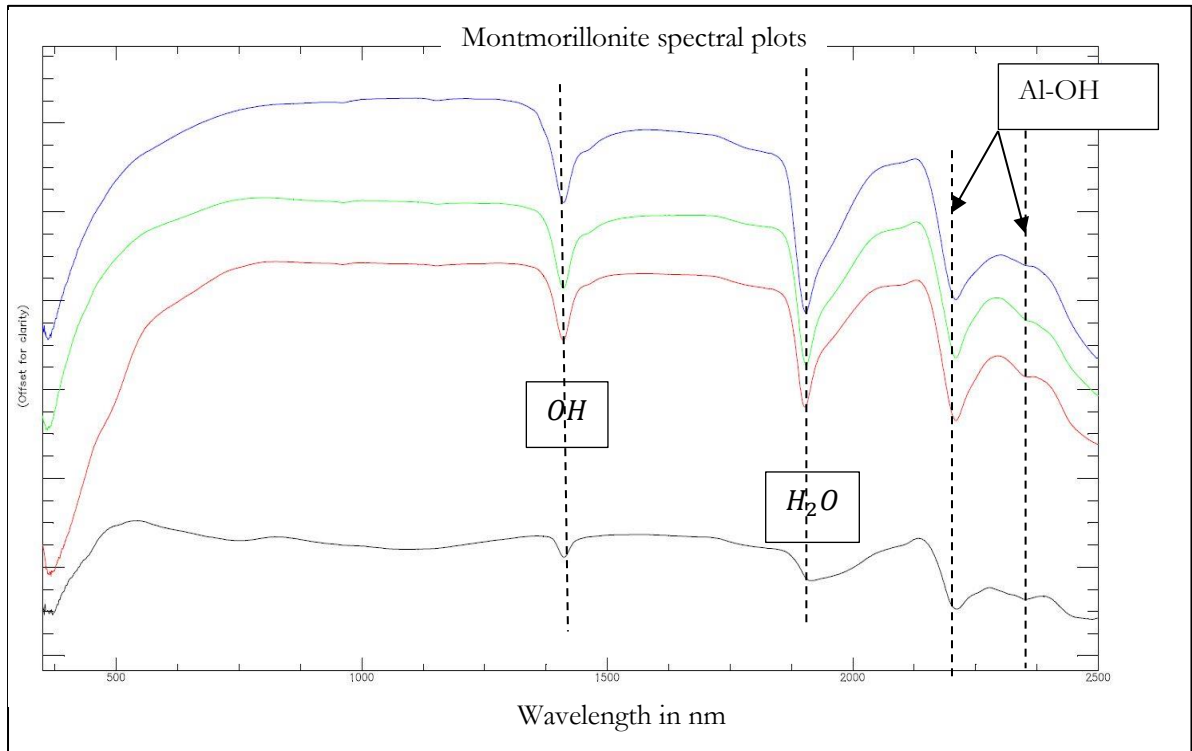 Montmorillonite spectral plots
Al-OH
(Offset for clarity)
OH
H₂O
500 1000 1500 2000 2500
Wavelength in nm